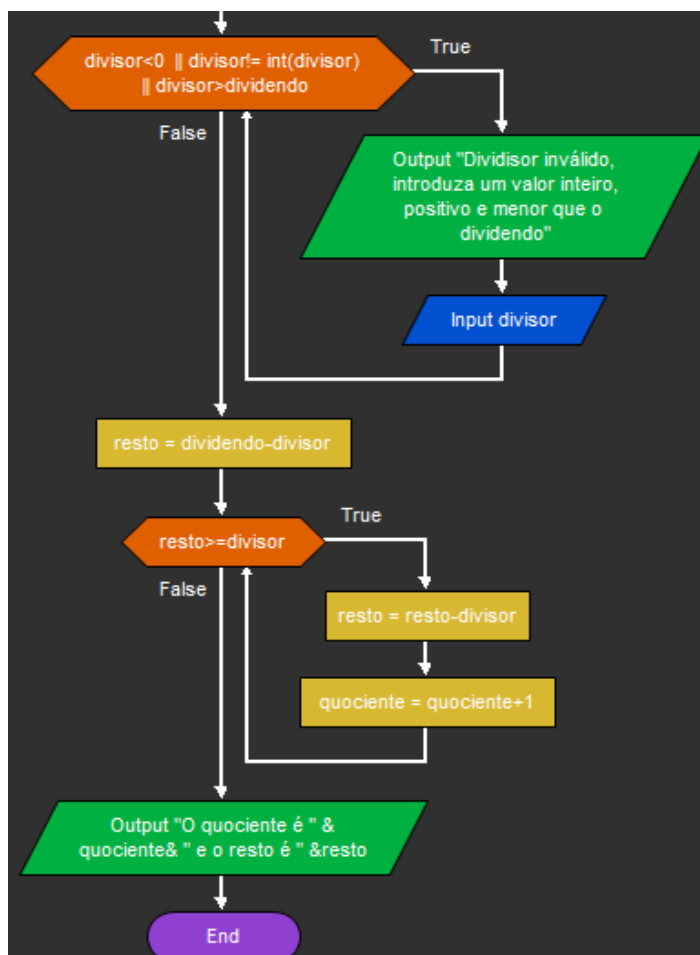 divisor<0 || divisor!= int(divisor)
|| divisor>dividendo
True
False
Output "Dividisor inválido,
introduza um valor inteiro,
positivo e menor que o
dividendo"
Input divisor
resto = dividendo-divisor
resto>=divisor
True
False
resto = resto-divisor
quociente = quociente+1
Output "O quociente é " &
quociente& " e o resto é " &resto
End